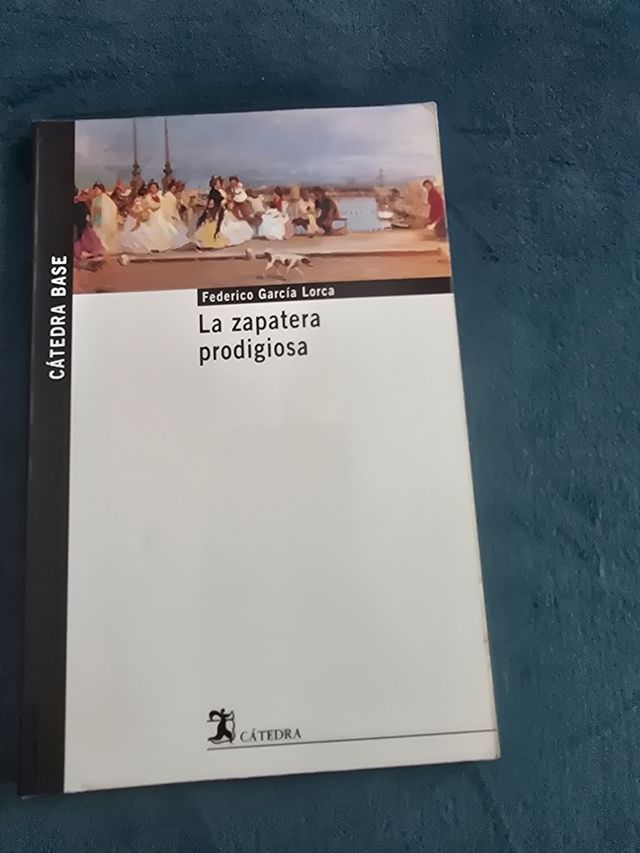 CÁTEDRA BASE
Federico García Lorca
La zapatera
prodigiosa
CÁTEDRA